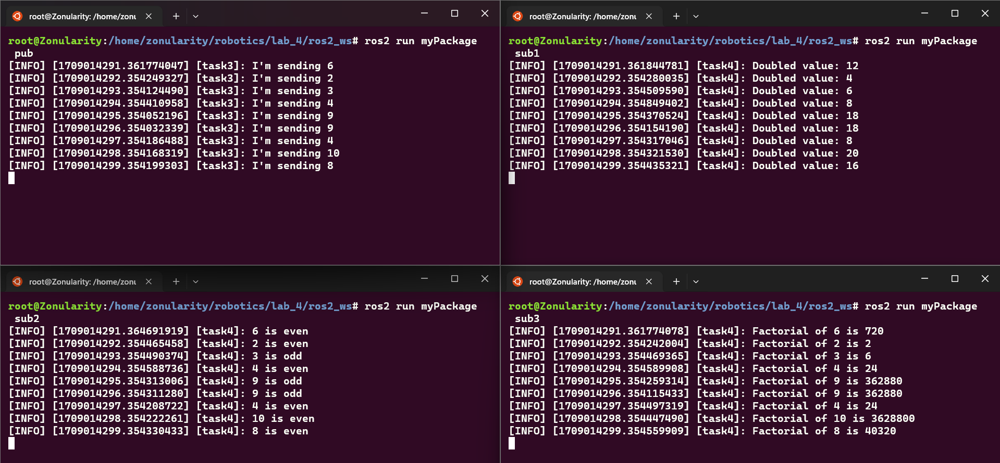 root@Zonularity: /home/zonu
root@Zonularity:/home/zonularity/robotics/lab_4/ros2_ws# ros2 run myPackage
pub
[INFO] [1709014291.361774047] [task3]: I'm sending 6
[INFO] [1709014292.354249327] [task3]: I'm sending 2
[INFO] [1709014293.354124490] [task3]: I'm sending 3
[INFO] [1709014294.354410958] [task3]: I'm sending 4
[INFO] [1709014295.354052196] [task3]: I'm sending 9
[INFO] [1709014296.354032339] [task3]: I'm sending 9
[INFO] [1709014297.354186488] [task3]: I'm sending 4
[INFO] [1709014298.354168319] [task3]: I'm sending 10
[INFO] [1709014299.354199303] [task3]: I'm sending 8
root@Zonularity: /home/zonu
root@Zonularity:/home/zonularity/robotics/lab_4/ros2_ws# ros2 run myPackage
sub1
[INFO] [1709014291.361844781] [task4]: Doubled value: 12
[INFO] [1709014292.354280035] [task4]: Doubled value: 4
[INFO] [1709014293.354509590] [task4]: Doubled value: 6
[INFO] [1709014294.354849402] [task4]: Doubled value: 8
[INFO] [1709014295.354370524] [task4]: Doubled value: 18
[INFO] [1709014296.354154190] [task4]: Doubled value: 18
[INFO] [1709014297.354317046] [task4]: Doubled value: 8
[INFO] [1709014298.354321530] [task4]: Doubled value: 20
[INFO] [1709014299.354435321] [task4]: Doubled value: 16
root@Zonularity: /home/zonu
root@Zonularity:/home/zonularity/robotics/lab_4/ros2_ws# ros2 run myPackage
sub2
[INFO] [1709014291.364691919] [task4]: 6 is even
[INFO] [1709014292.354465458] [task4]: 2 is even
[INFO] [1709014293.354490374] [task4]: 3 is odd
[INFO] [1709014294.354588736] [task4]: 4 is even
[INFO] [1709014295.354313006] [task4]: 9 is odd
[INFO] [1709014296.354311280] [task4]: 9 is odd
[INFO] [1709014297.354208722] [task4]: 4 is even
[INFO] [1709014298.354222261] [task4]: 10 is even
[INFO] [1709014299.354330433] [task4]: 8 is even
root@Zonularity: /home/zonu
root@Zonularity:/home/zonularity/robotics/lab_4/ros2_ws# ros2 run myPackage
sub3
[INFO] [1709014291.361774078] [task4]: Factorial of 6 is 720
[INFO] [1709014292.354242004] [task4]: Factorial of 2 is 2
[INFO] [1709014293.354469365] [task4]: Factorial of 3 is 6
[INFO] [1709014294.354589908] [task4]: Factorial of 4 is 24
[INFO] [1709014295.354259314] [task4]: Factorial of 9 is 362880
[INFO] [1709014296.354115433] [task4]: Factorial of 9 is 362880
[INFO] [1709014297.354497319] [task4]: Factorial of 4 is 24
[INFO] [1709014298.354447490] [task4]: Factorial of 10 is 3628800
[INFO] [1709014299.354559909] [task4]: Factorial of 8 is 40320